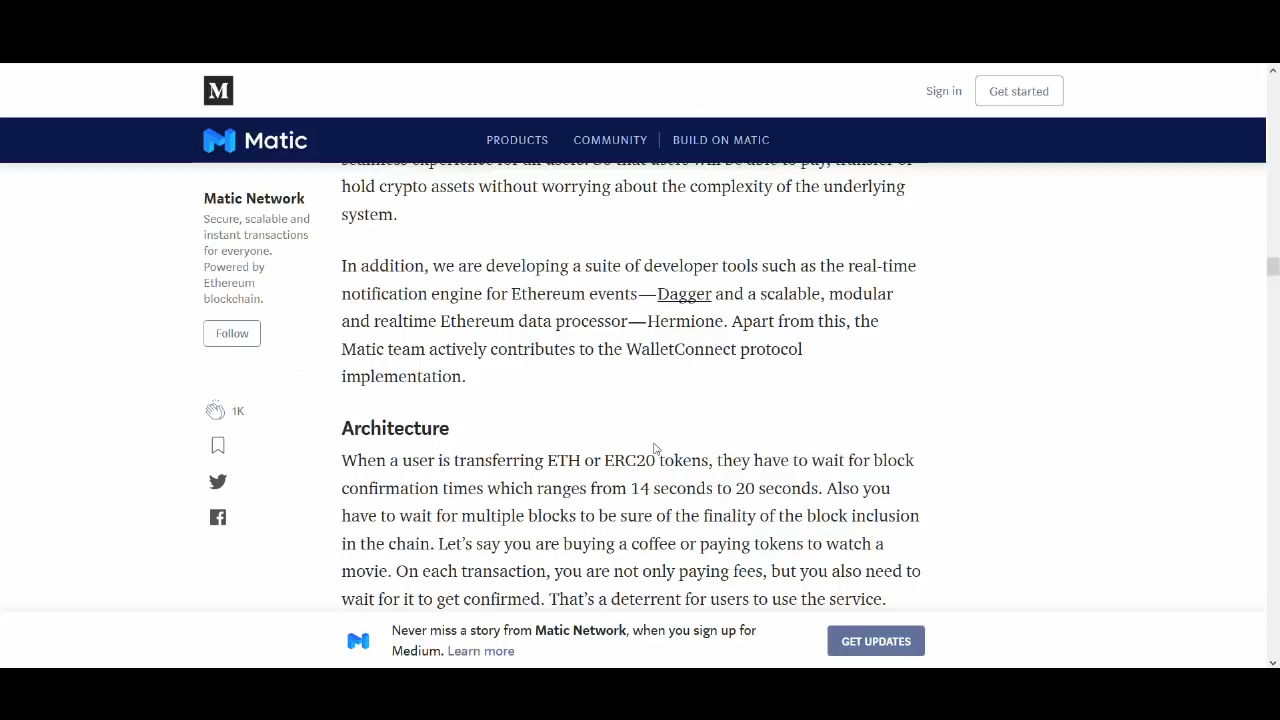 M
Sign in
Get started
Matic
PRODUCTS
COMMUNITY
BUILD ON MATIC
Matic Network
Secure, scalable and
instant transactions
for everyone.
Powered by
Ethereum
blockchain.
Follow
1K
seamless experience for all users. So that users will be able to pay, transfer or
hold crypto assets without worrying about the complexity of the underlying
system.
In addition, we are developing a suite of developer tools such as the real-time
notification engine for Ethereum events—Dagger and a scalable, modular
and realtime Ethereum data processor—Hermione. Apart from this, the
Matic team actively contributes to the WalletConnect protocol
implementation.
Architecture
When a user is transferring ETH or ERC20 tokens, they have to wait for block
confirmation times which ranges from 14 seconds to 20 seconds. Also you
have to wait for multiple blocks to be sure of the finality of the block inclusion
in the chain. Let’s say you are buying a coffee or paying tokens to watch a
movie. On each transaction, you are not only paying fees, but you also need to
wait for it to get confirmed. That’s a deterrent for users to use the service.
Never miss a story from Matic Network, when you sign up for
Medium. Learn more
GET UPDATES